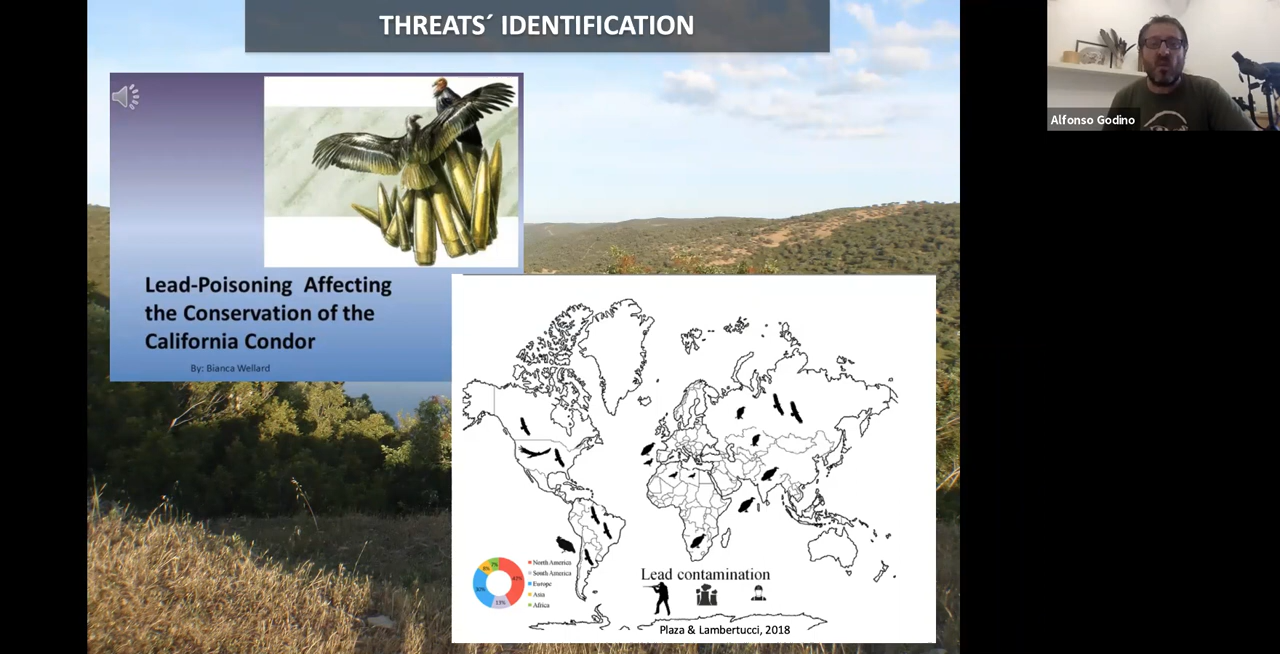 THREATS´ IDENTIFICATION
Alfonso Godino
Lead-Poisoning Affecting
the Conservation of the
California Condor
By: Bianca Wellard
North America
South America
Europe
Asia
Africa
13%
Lead contamination
Plaza & Lambertucci, 2018